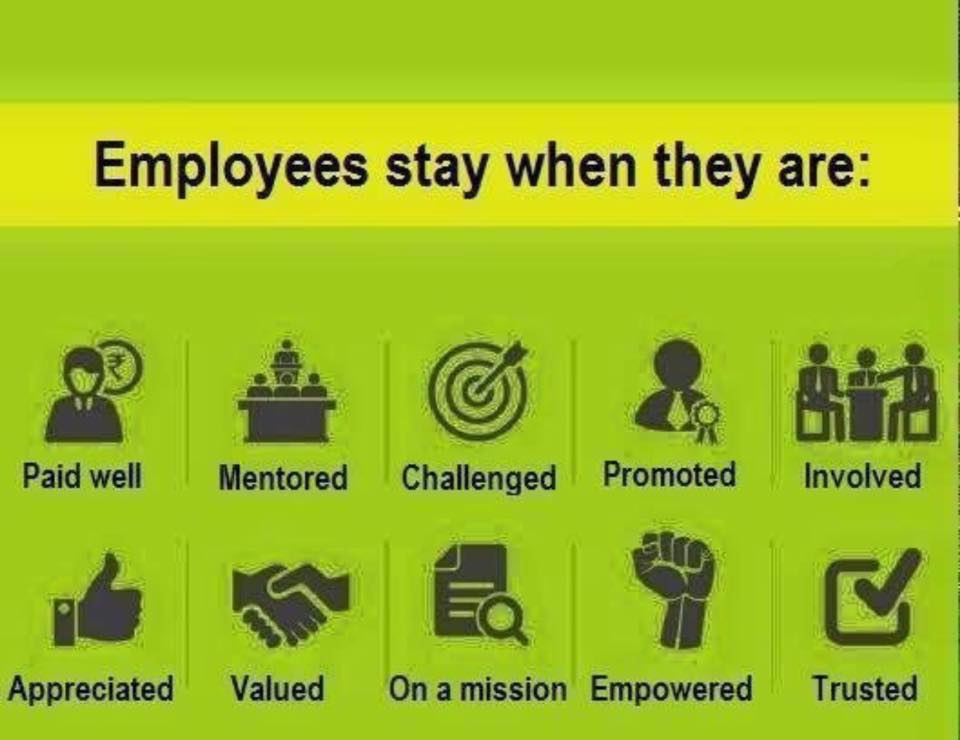 Employees stay when they are:
₹
Paid well
Mentored
Challenged
Promoted
Involved
Appreciated
Valued
On a mission
Empowered
Trusted